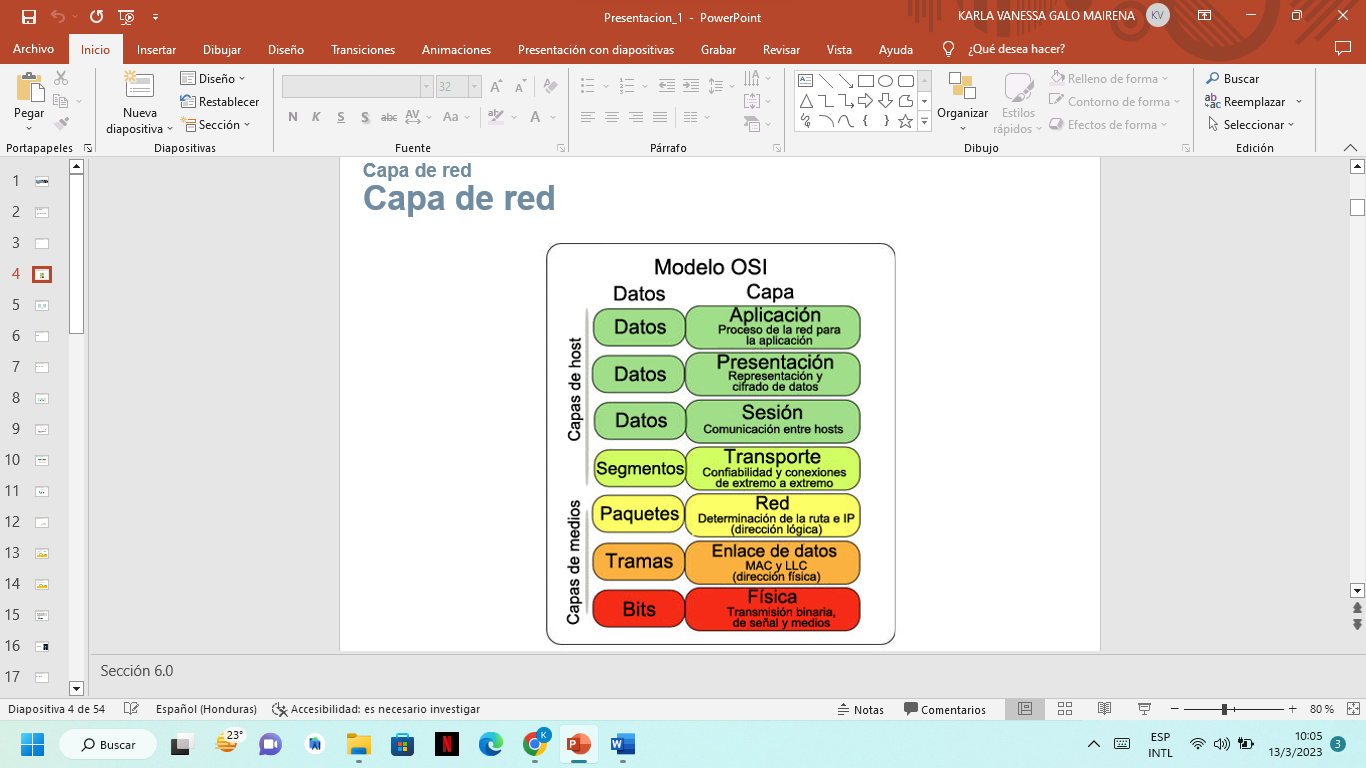 Presentacion_1 - PowerPoint
KARLA VANESSA GALO MAIRENA
KV
Archivo
Inicio
Insertar
Dibujar
Diseño
Transiciones
Animaciones
Presentación con diapositivas
Grabar
Revisar
Vista
Ayuda
¿Qué desea hacer?
Pegar
Nueva
diapositiva
Diseño
Restablecer
Sección
32
N K S S abc AV Aa A
Organizar
Estilos
rápidos
Relleno de forma
Contorno de forma
Efectos de forma
Buscar
Reemplazar
Seleccionar
Portapapeles
Diapositivas
Fuente
Párrafo
Dibujo
Edición
1
2
3
4
5
6
7
8
9
10
11
12
13
14
15
16
17
Capa de red
Capa de red
Modelo OSI
Datos
Capa
Capas de host
Datos
Aplicación
Proceso de la red para
la aplicación
Datos
Presentación
Representación y
cifrado de datos
Datos
Sesión
Comunicación entre hosts
Segmentos
Transporte
Confiabilidad y conexiones
de extremo a extremo
Capas de medios
Paquetes
Red
Determinación de la ruta e IP
(dirección lógica)
Tramas
Enlace de datos
MAC y LLC
(dirección física)
Bits
Física
Transmisión binaria,
de señal y medios
Sección 6.0
Diapositiva 4 de 54
Español (Honduras)
Accesibilidad: es necesario investigar
Notas
Comentarios
80 %
Buscar
23°
K
ESP
INTL
10:05
13/3/2023
3